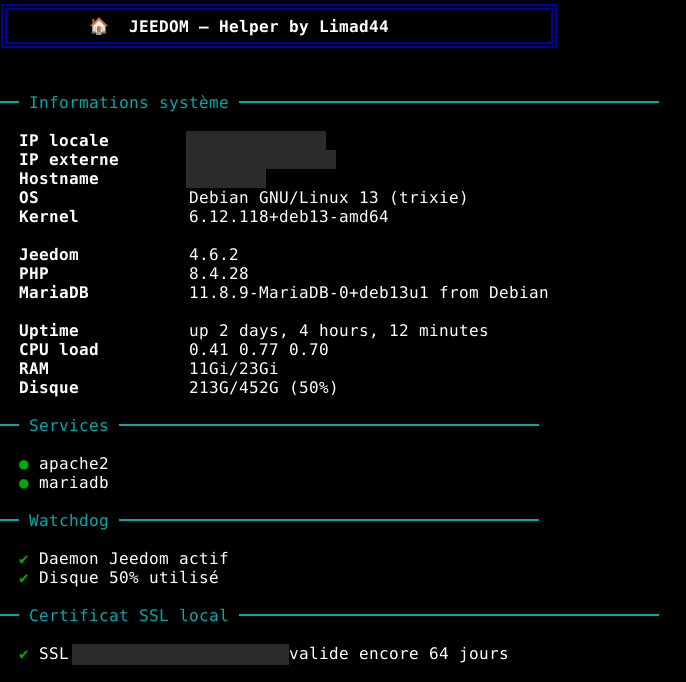 JEEDOM — Helper by Limad44
Informations système
IP locale
IP externe
Hostname
OS Debian GNU/Linux 13 (trixie)
Kernel 6.12.118+deb13-amd64
Jeedom 4.6.2
PHP 8.4.28
MariaDB 11.8.9-MariaDB-0+deb13u1 from Debian
Uptime up 2 days, 4 hours, 12 minutes
CPU load 0.41 0.77 0.70
RAM 11Gi/23Gi
Disque 213G/452G (50%)
Services
● apache2
● mariadb
Watchdog
✔ Daemon Jeedom actif
✔ Disque 50% utilisé
Certificat SSL local
✔ SSL valide encore 64 jours